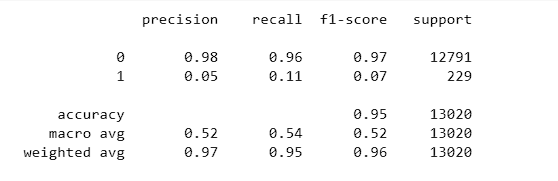 precision recall f1-score support
0 0.98 0.96 0.97 12791
1 0.05 0.11 0.07 229
accuracy 0.95 13020
macro avg 0.52 0.54 0.52 13020
weighted avg 0.97 0.95 0.96 13020